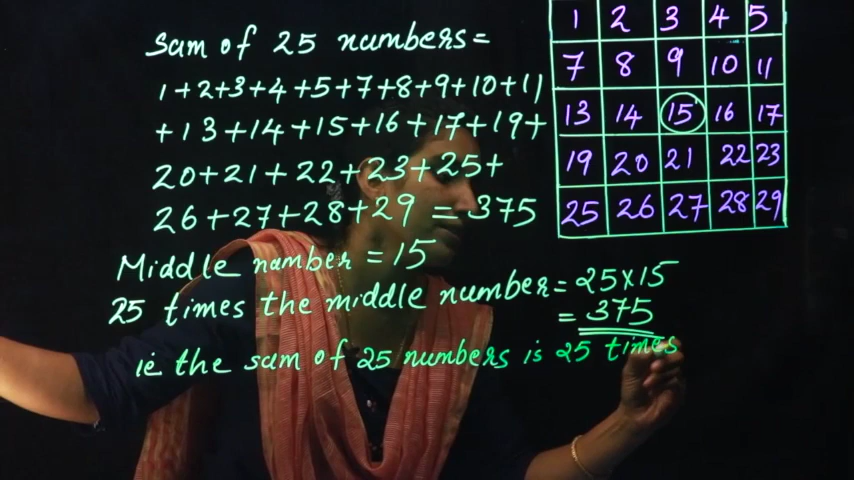 Sum of 25 numbers =
1+2+3+4+5+7+8+9+10+11
+13+14+15+16+17+19+
20+21+22+23+25+
26+27+28+29 = 375
Middle number = 15
25 times the middle number = 25x15
= 375
ie the sum of 25 numbers is 25 times
1 2 3 4 5
7 8 9 10 11
13 14 15 16 17
19 20 21 22 23
25 26 27 28 29